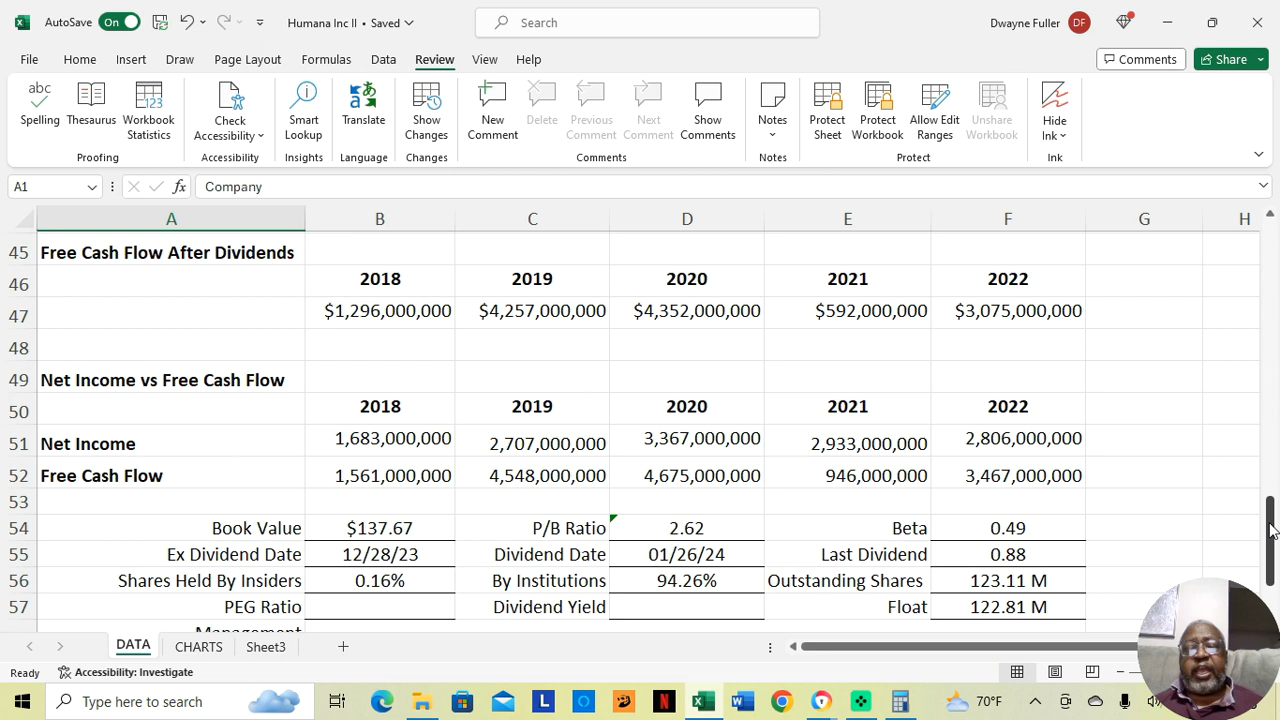 AutoSave On Humana Inc II • Saved Search Dwayne Fuller DF
File Home Insert Draw Page Layout Formulas Data Review View Help Comments Share
abc 123
Spelling Thesaurus Workbook Statistics Check Accessibility Smart Lookup Translate Show Changes New Comment Delete Previous Comment Next Comment Show Comments Notes Protect Sheet Protect Workbook Allow Edit Ranges Unshare Workbook Hide Ink
Proofing Accessibility Insights Language Changes Comments Notes Protect Ink
A1 fx Company
A B C D E F G H
45 Free Cash Flow After Dividends
46 2018 2019 2020 2021 2022
47 $1,296,000,000 $4,257,000,000 $4,352,000,000 $592,000,000 $3,075,000,000
48
49 Net Income vs Free Cash Flow
50 2018 2019 2020 2021 2022
51 Net Income 1,683,000,000 2,707,000,000 3,367,000,000 2,933,000,000 2,806,000,000
52 Free Cash Flow 1,561,000,000 4,548,000,000 4,675,000,000 946,000,000 3,467,000,000
53
54 Book Value $137.67 P/B Ratio 2.62 Beta 0.49
55 Ex Dividend Date 12/28/23 Dividend Date 01/26/24 Last Dividend 0.88
56 Shares Held By Insiders 0.16% By Institutions 94.26% Outstanding Shares 123.11 M
57 PEG Ratio Dividend Yield Float 122.81 M
Management
DATA CHARTS Sheet3
Ready Accessibility: Investigate
Type here to search L N W 70°F